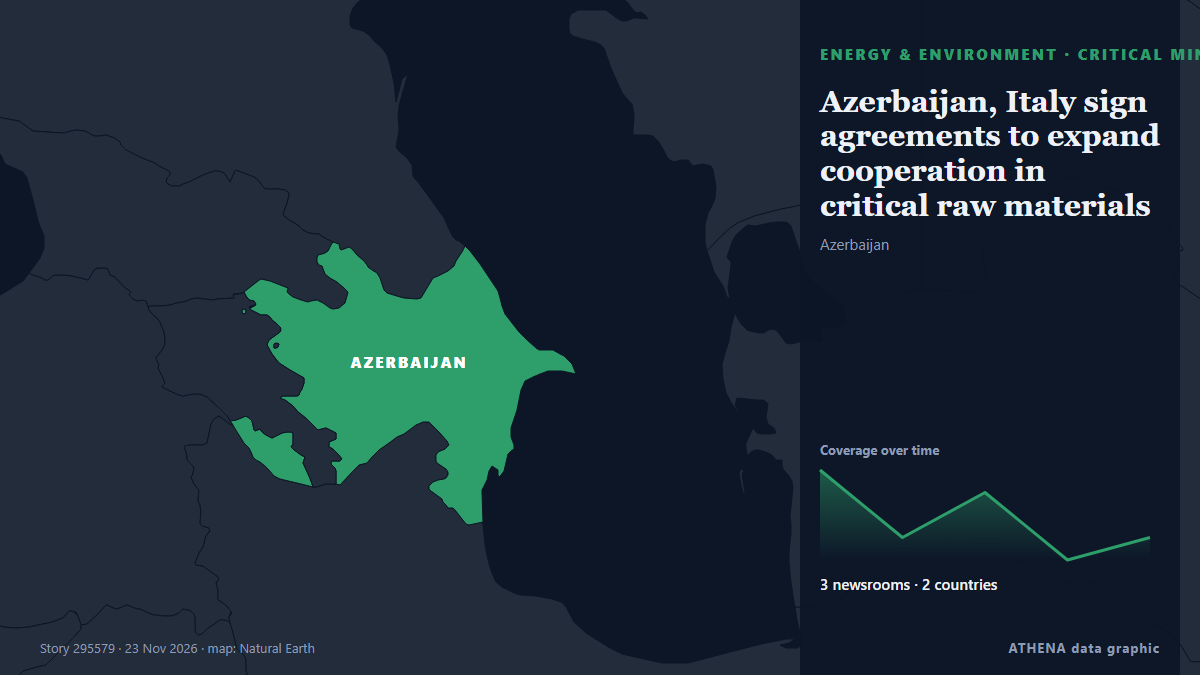 ENERGY & ENVIRONMENT · CRITICAL
Azerbaijan, Italy sign
agreements to expand
cooperation in
critical raw materials
Azerbaijan
AZERBAIJAN
Coverage over time
3 newsrooms · 2 countries
Story 295579 · 23 Nov 2026 · map: Natural Earth
ATHENA data graphic